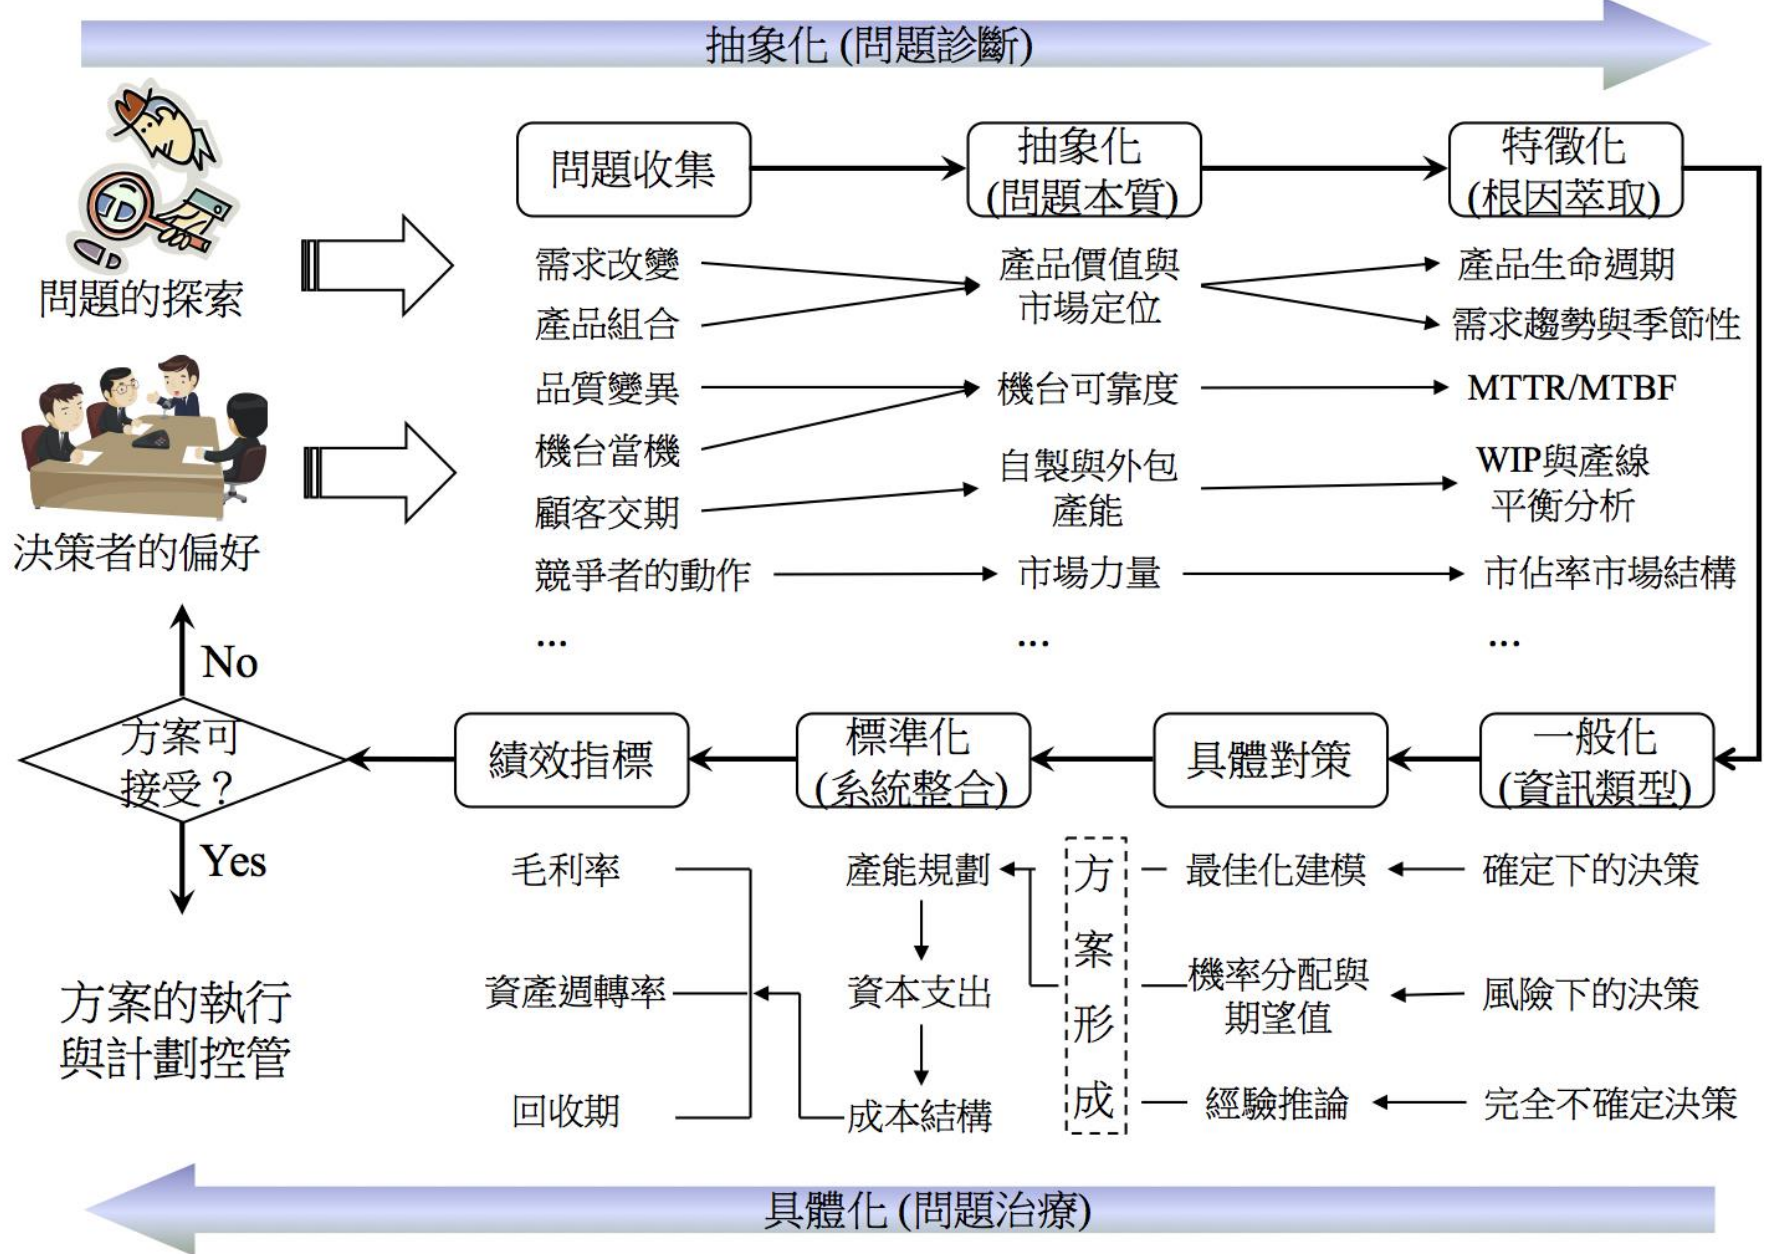 抽象化 (問題診斷)
問題的探索
決策者的偏好
問題收集
抽象化
(問題本質)
特徵化
(根因萃取)
需求改變
產品價值與
市場定位
產品生命週期
產品組合
需求趨勢與季節性
品質變異
機台可靠度
MTTR/MTBF
機台當機
自製與外包
產能
WIP與產線
平衡分析
顧客交期
競爭者的動作
市場力量
市佔率市場結構
...
...
...
No
方案可
接受？
Yes
方案的執行
與計劃控管
績效指標
標準化
(系統整合)
具體對策
一般化
(資訊類型)
毛利率
產能規劃
方
案
形
成
最佳化建模
確定下的決策
資產週轉率
資本支出
機率分配與
期望值
風險下的決策
回收期
成本結構
經驗推論
完全不確定決策
具體化 (問題治療)